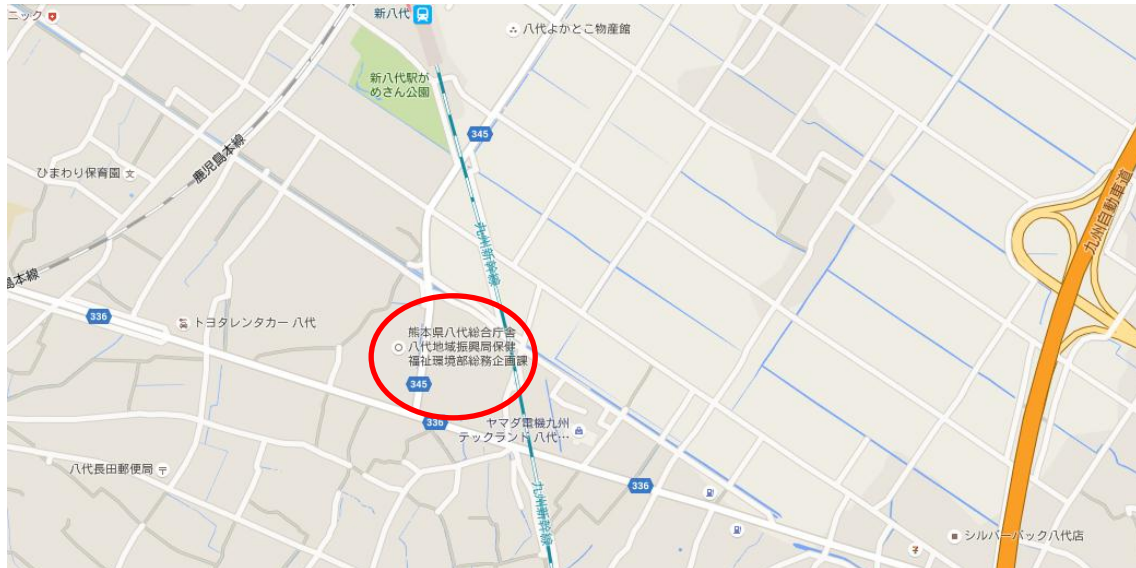 ニック
新八代
八代よかとこ物産館
新八代駅が
めさん公園
345
ひまわり保育園
鹿児島本線
九州自動車道
九州新幹線
島本線
336
トヨタレンタカー 八代
熊本県八代総合庁舎
八代地域振興局保健
福祉環境部総務企画課
345
336
ヤマダ電機九州
テックランド 八代…
八代長田郵便局
336
九州新幹線
シルバーバック八代店